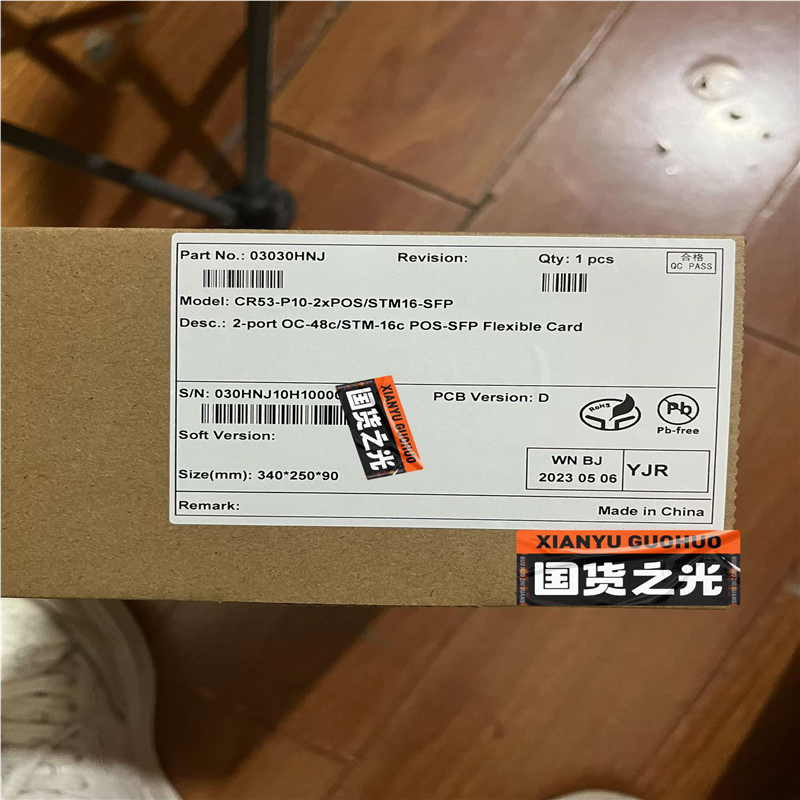 Part No.: 03030HNJ Revision: Qty: 1 pcs 合格
QC PASS
Model: CR53-P10-2xPOS/STM16-SFP
Desc.: 2-port OC-48c/STM-16c POS-SFP Flexible Card
S/N: 030HNJ10H1000 PCB Version: D
RoHS
Pb
Pb-free
Soft Version:
Size(mm): 340*250*90
WN BJ
2023 05 06
YJR
Remark: Made in China
XIANYU GUOHUO
国货之光
XIANYU GUOHUO
国货之光